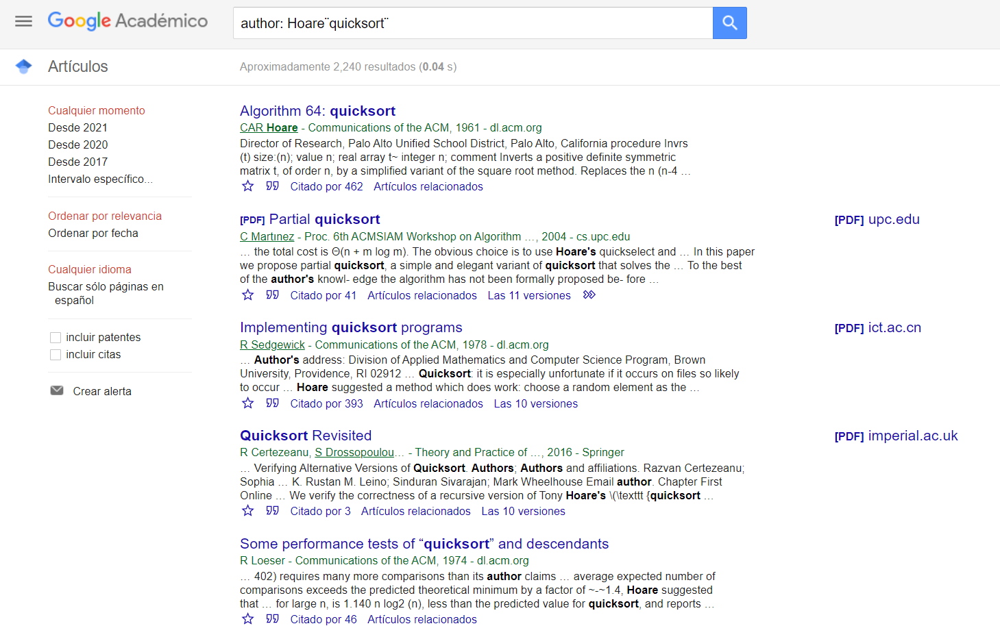 Google Académico
author: Hoare¨quicksort¨
Artículos
Aproximadamente 2,240 resultados (0.04 s)
Cualquier momento
Desde 2021
Desde 2020
Desde 2017
Intervalo específico...
Ordenar por relevancia
Ordenar por fecha
Cualquier idioma
Buscar sólo páginas en
español
incluir patentes
incluir citas
Crear alerta
Algorithm 64: quicksort
CAR Hoare - Communications of the ACM, 1961 - dl.acm.org
Director of Research, Palo Alto Unified School District, Palo Alto, California procedure Invrs
(t) size:(n); value n; real array t~ integer n; comment Inverts a positive definite symmetric
matrix t, of order n, by a simplified variant of the square root method. Replaces the n (n-4 …
Citado por 462 Artículos relacionados
[PDF] Partial quicksort
[PDF] upc.edu
C Martınez - Proc. 6th ACMSIAM Workshop on Algorithm …, 2004 - cs.upc.edu
… the total cost is Θ(n + m log m). The obvious choice is to use Hoare's quickselect and … In this paper
we propose partial quicksort, a simple and elegant variant of quicksort that solves the … To the best
of the author's knowl- edge the algorithm has not been formally proposed be- fore …
Citado por 41 Artículos relacionados Las 11 versiones
Implementing quicksort programs
[PDF] ict.ac.cn
R Sedgewick - Communications of the ACM, 1978 - dl.acm.org
… Author's address: Division of Applied Mathematics and Computer Science Program, Brown
University, Providence, RI 02912 … Quicksort: it is especially unfortunate if it occurs on files so likely
to occur … Hoare suggested a method which does work: choose a random element as the …
Citado por 393 Artículos relacionados Las 10 versiones
Quicksort Revisited
[PDF] imperial.ac.uk
R Certezeanu, S Drossopoulou… - Theory and Practice of …, 2016 - Springer
… Verifying Alternative Versions of Quicksort. Authors; Authors and affiliations. Razvan Certezeanu;
Sophia … K. Rustan M. Leino; Sinduran Sivarajan; Mark Wheelhouse Email author. Chapter First
Online … We verify the correctness of a recursive version of Tony Hoare's \(\texttt {quicksort …
Citado por 3 Artículos relacionados Las 10 versiones
Some performance tests of “quicksort” and descendants
R Loeser - Communications of the ACM, 1974 - dl.acm.org
… 402) requires many more comparisons than its author claims … average expected number of
comparisons exceeds the predicted theoretical minimum by a factor of ~-~1.4, Hoare suggested
that … for large n, is 1.140 n log2 (n), less than the predicted value for quicksort, and reports …
Citado por 46 Artículos relacionados